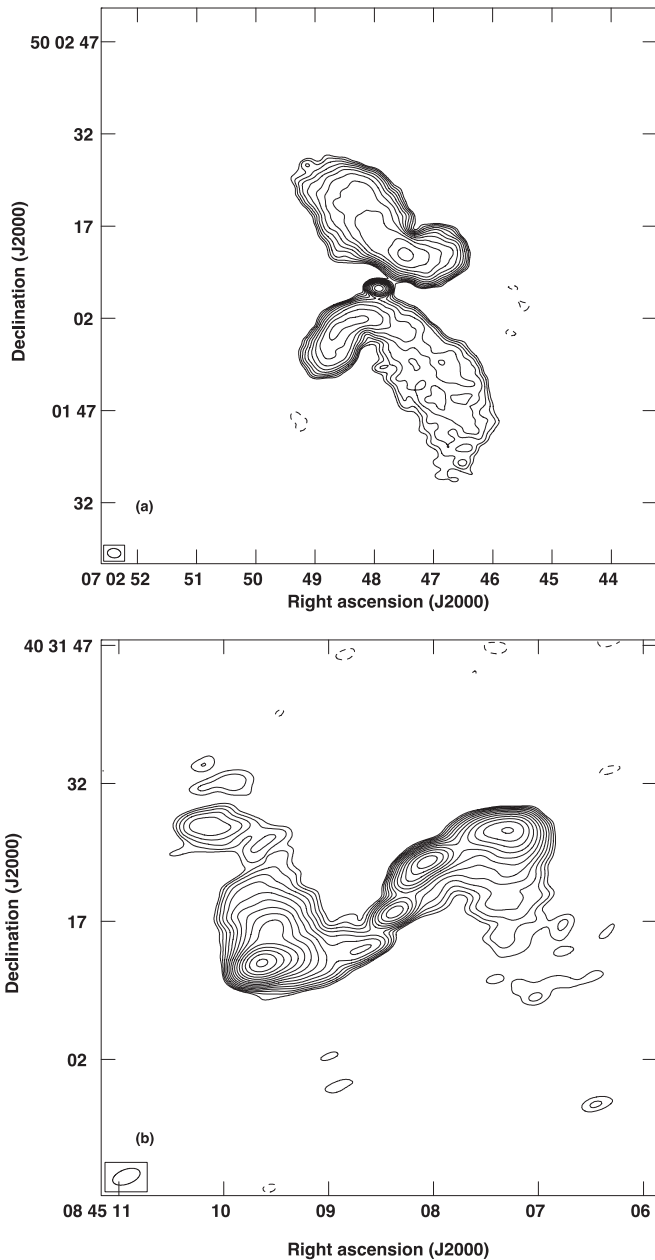 50 02 47
32
17
02
01 47
32
Declination (J2000)
(a)
07 02 52 51 50 49 48 47 46 45 44
Right ascension (J2000)
40 31 47
32
17
02
Declination (J2000)
(b)
08 45 11 10 09 08 07 06
Right ascension (J2000)